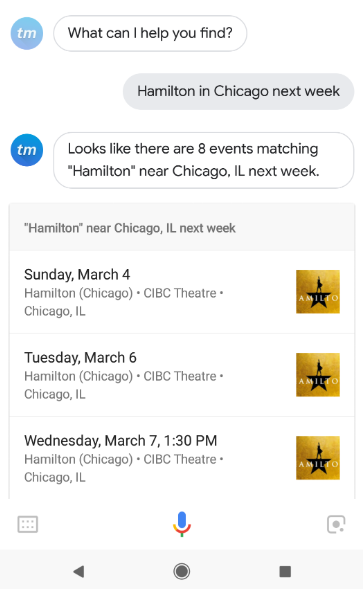 tm
What can I help you find?
Hamilton in Chicago next week
tm
Looks like there are 8 events matching
"Hamilton" near Chicago, IL next week.
"Hamilton" near Chicago, IL next week
Sunday, March 4
Hamilton (Chicago) • CIBC Theatre •
Chicago, IL
AMILTO
Tuesday, March 6
Hamilton (Chicago) • CIBC Theatre •
Chicago, IL
AMILTO
Wednesday, March 7, 1:30 PM
Hamilton (Chicago) • CIBC Theatre •
Chicago, IL
AMILTO